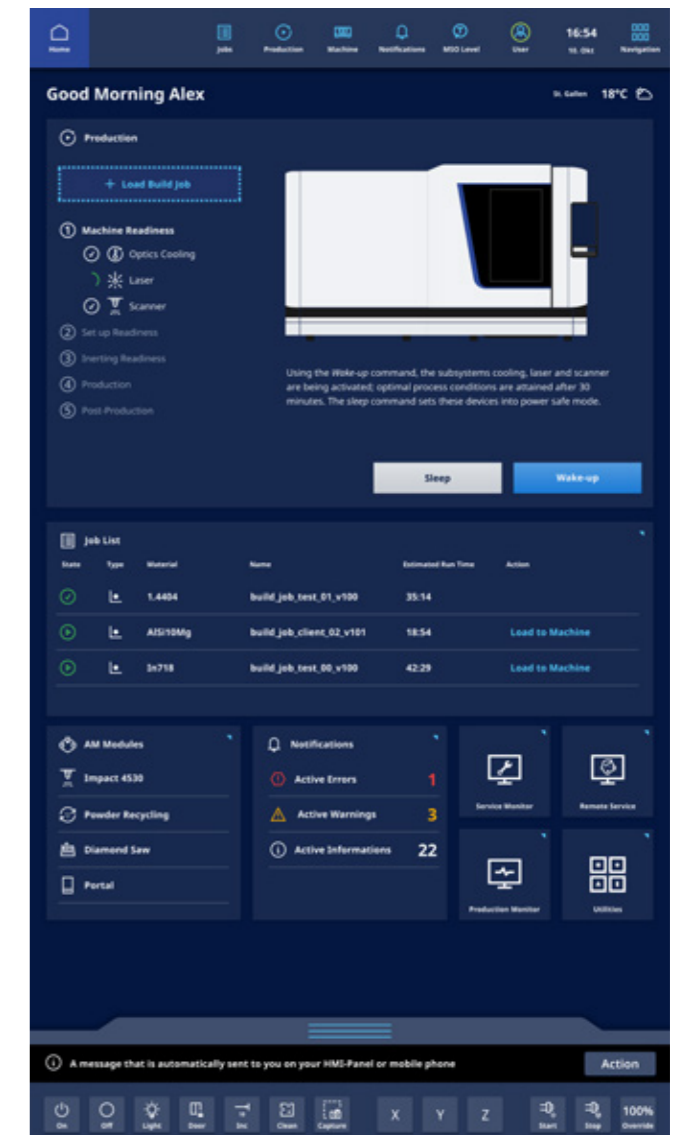 Home
Jobs
Production
Machine
Notifications
MSO Level
User
16:54
10. Okt
Navigation
Good Morning Alex
St. Gallen 18°C
Production
+ Load Build Job
1 Machine Readiness
Optics Cooling
Laser
Scanner
2 Set up Readiness
3 Inerting Readiness
4 Production
5 Post-Production
Using the Wake-up command, the subsystems cooling, laser and scanner
are being activated; optimal process conditions are attained after 30
minutes. The sleep command sets these devices into power safe mode.
Sleep
Wake-up
Job List
State Type Material Name Estimated Run Time Action
1.4404 build_job_test_01_v100 35:14
AlSi10Mg build_job_client_02_v101 18:54 Load to Machine
In718 build_job_test_00_v100 42:29 Load to Machine
AM Modules
Impact 4530
Powder Recycling
Diamond Saw
Portal
Notifications
Active Errors 1
Active Warnings 3
Active Informations 22
Service Monitor
Remote Service
Production Monitor
Utilities
A message that is automatically sent to you on your HMI-Panel or mobile phone
Action
On
Off
Light
Door
Inc
Clean
Capture
X
Y
Z
Start
Stop
100%
Override